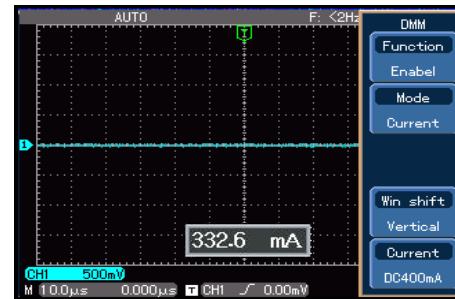 AUTO F: <2Hz
DMM
Function
Enabel
Mode
Current
Win shift
Vertical
Current
DC400mA
T
1
332.6 mA
CH1 500mV
M 10.0µs 0.000µs T CH1 0.00mV